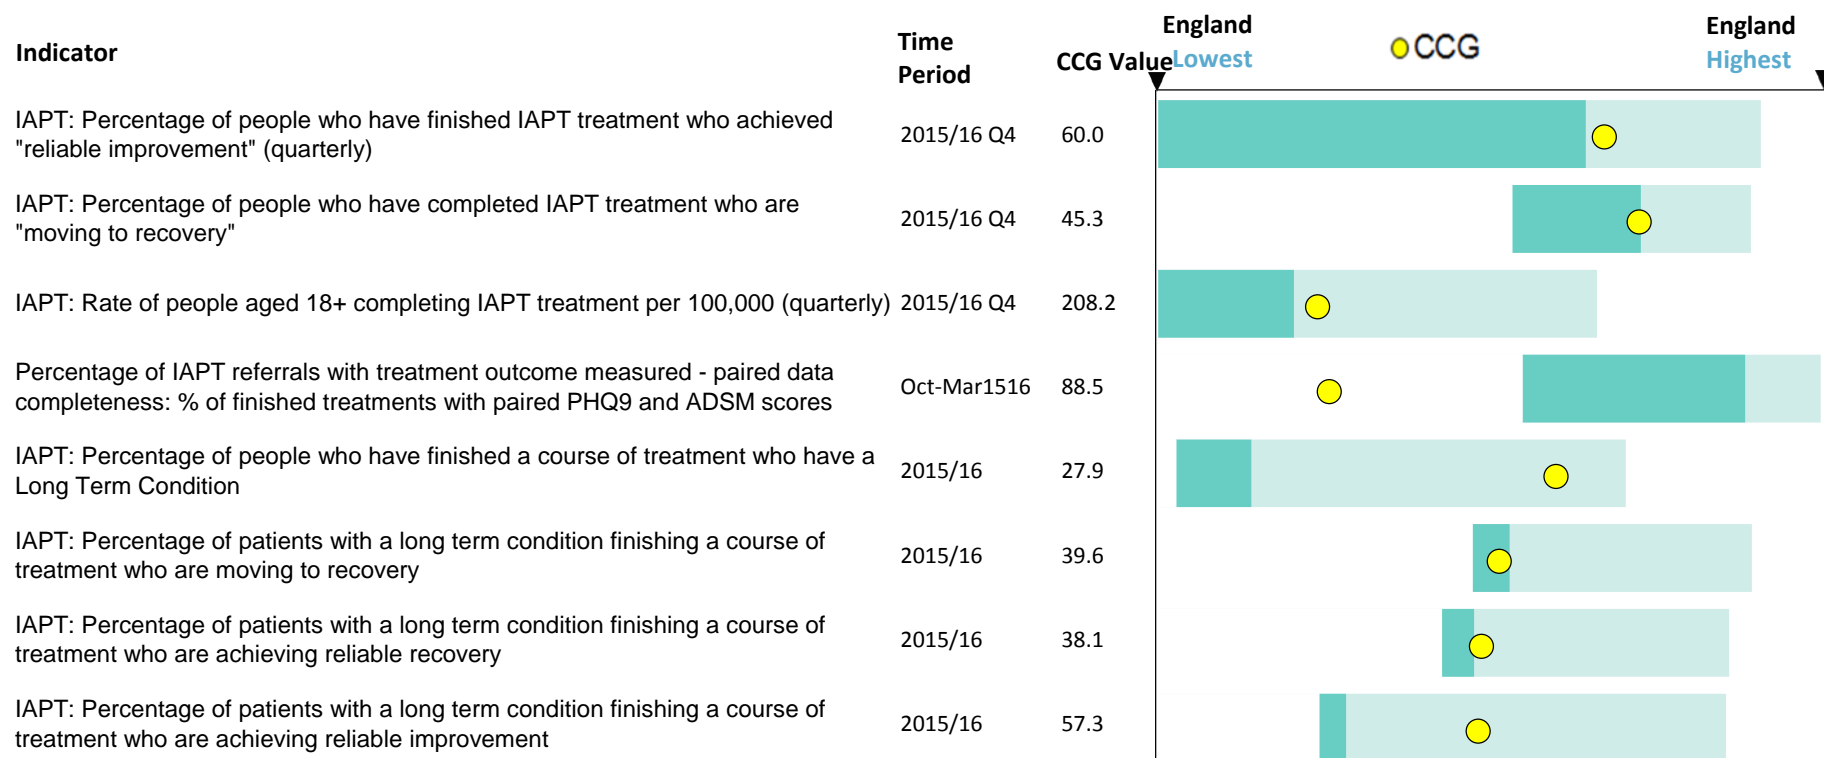 Indicator
Time
Period
CCG Value
England
Lowest
CCG
England
Highest
IAPT: Percentage of people who have finished IAPT treatment who achieved
"reliable improvement" (quarterly)
2015/16 Q4
60.0
IAPT: Percentage of people who have completed IAPT treatment who are
"moving to recovery"
2015/16 Q4
45.3
IAPT: Rate of people aged 18+ completing IAPT treatment per 100,000 (quarterly)
2015/16 Q4
208.2
Percentage of IAPT referrals with treatment outcome measured - paired data
completeness: % of finished treatments with paired PHQ9 and ADSM scores
Oct-Mar1516
88.5
IAPT: Percentage of people who have finished a course of treatment who have a
Long Term Condition
2015/16
27.9
IAPT: Percentage of patients with a long term condition finishing a course of
treatment who are moving to recovery
2015/16
39.6
IAPT: Percentage of patients with a long term condition finishing a course of
treatment who are achieving reliable recovery
2015/16
38.1
IAPT: Percentage of patients with a long term condition finishing a course of
treatment who are achieving reliable improvement
2015/16
57.3